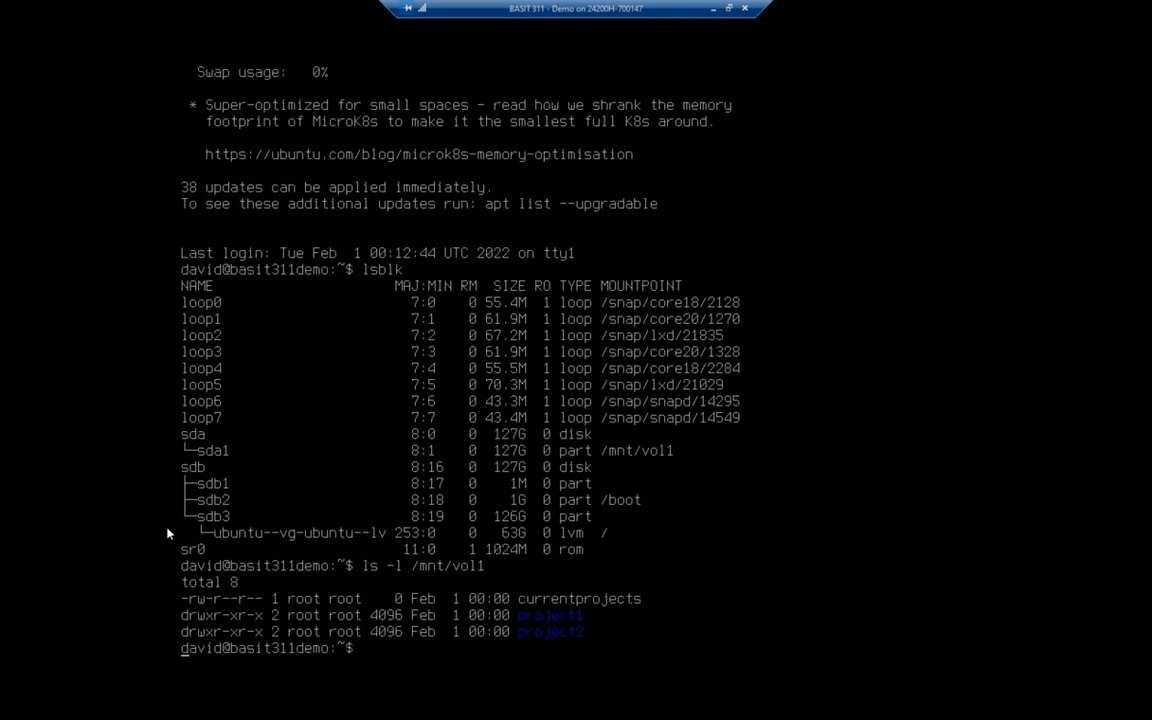 BASIT 311 - Demo on 24200H-700147
Swap usage:   0%
* Super-optimized for small spaces - read how we shrank the memory
footprint of MicroK8s to make it the smallest full K8s around.
https://ubuntu.com/blog/microk8s-memory-optimisation
38 updates can be applied immediately.
To see these additional updates run: apt list --upgradable
Last login: Tue Feb  1 00:12:44 UTC 2022 on tty1
david@basit311demo:~$ lsblk
NAME                      MAJ:MIN RM  SIZE RO TYPE MOUNTPOINT
loop0                       7:0    0 55.4M  1 loop /snap/core18/2128
loop1                       7:1    0 61.9M  1 loop /snap/core20/1270
loop2                       7:2    0 67.2M  1 loop /snap/lxd/21835
loop3                       7:3    0 61.9M  1 loop /snap/core20/1328
loop4                       7:4    0 55.5M  1 loop /snap/core18/2284
loop5                       7:5    0 70.3M  1 loop /snap/lxd/21029
loop6                       7:6    0 43.3M  1 loop /snap/snapd/14295
loop7                       7:7    0 43.4M  1 loop /snap/snapd/14549
sda                         8:0    0  127G  0 disk
└─sda1                      8:1    0  127G  0 part /mnt/vol1
sdb                         8:16   0  127G  0 disk
├─sdb1                      8:17   0    1M  0 part
├─sdb2                      8:18   0    1G  0 part /boot
└─sdb3                      8:19   0  126G  0 part
  └─ubuntu--vg-ubuntu--lv 253:0    0   63G  0 lvm  /
sr0                        11:0    1 1024M  0 rom
david@basit311demo:~$ ls -l /mnt/vol1
total 8
-rw-r--r-- 1 root root    0 Feb  1 00:00 currentprojects
drwxr-xr-x 2 root root 4096 Feb  1 00:00 project1
drwxr-xr-x 2 root root 4096 Feb  1 00:00 project2
david@basit311demo:~$